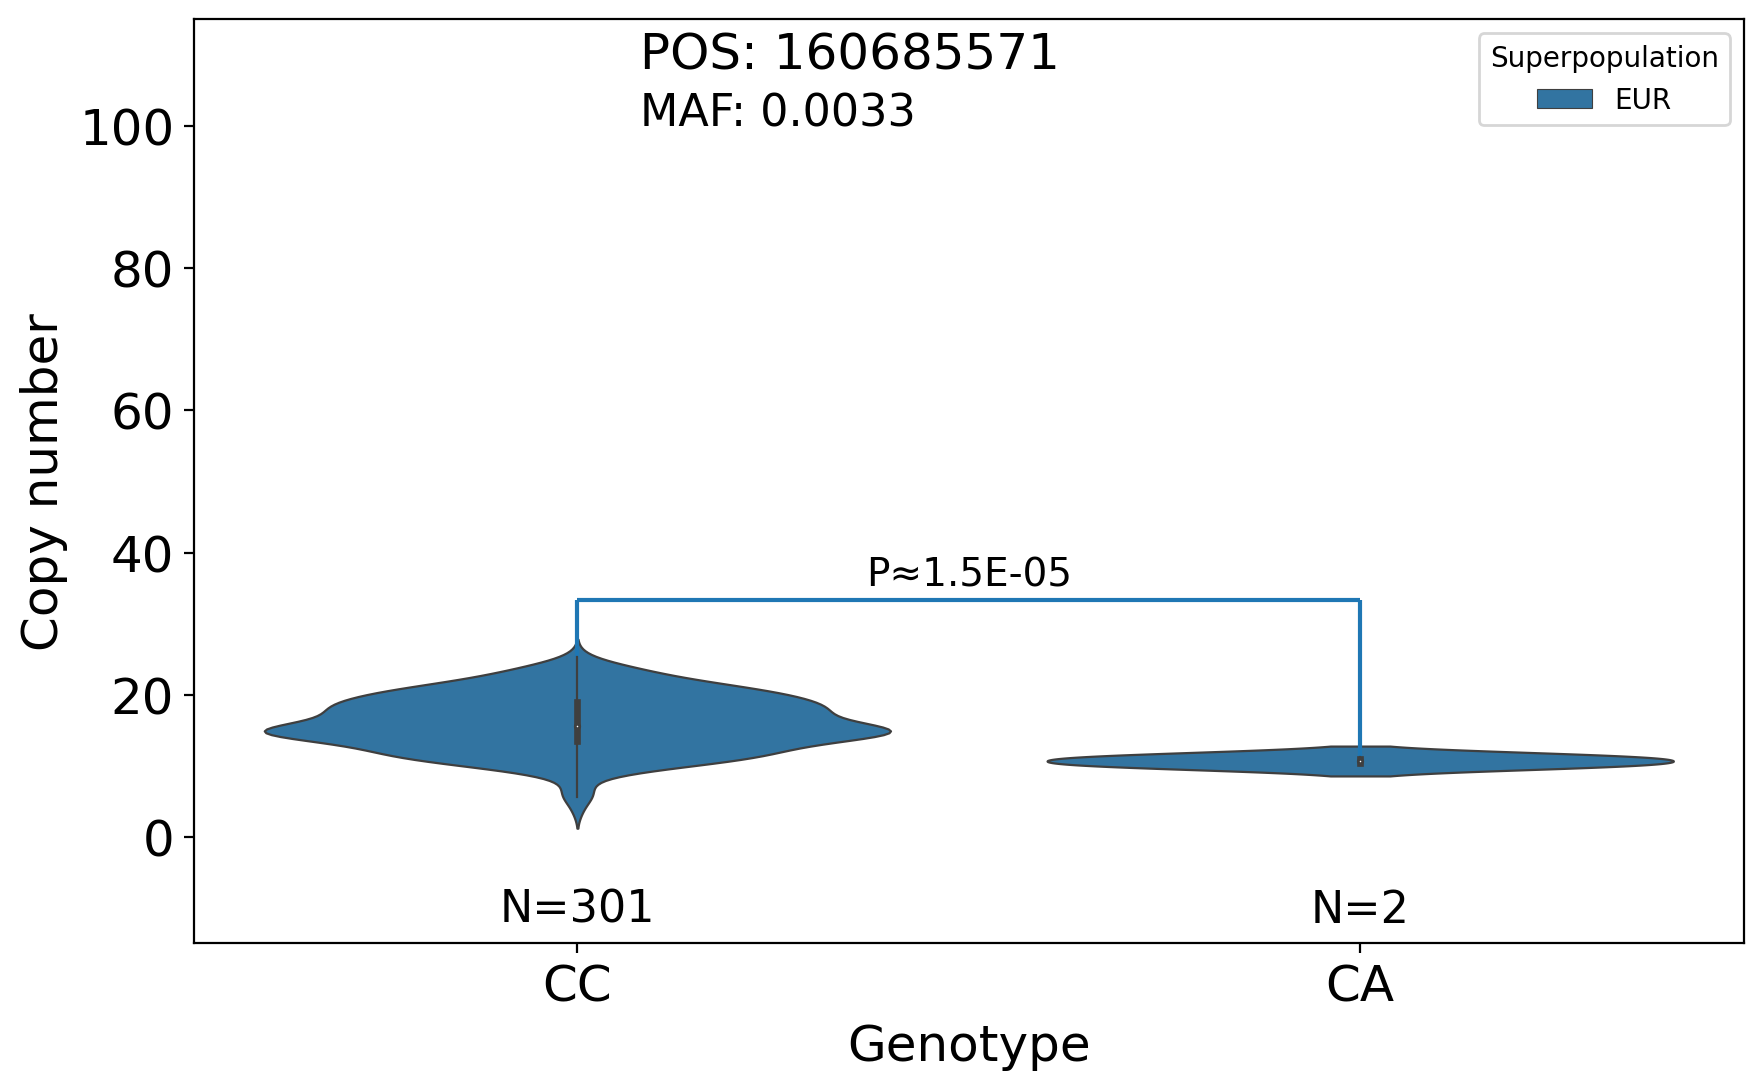 POS: 160685571
MAF: 0.0033
Superpopulation
EUR
100
80
60
40
20
0
Copy number
P≈1.5E-05
N=301
N=2
CC
CA
Genotype